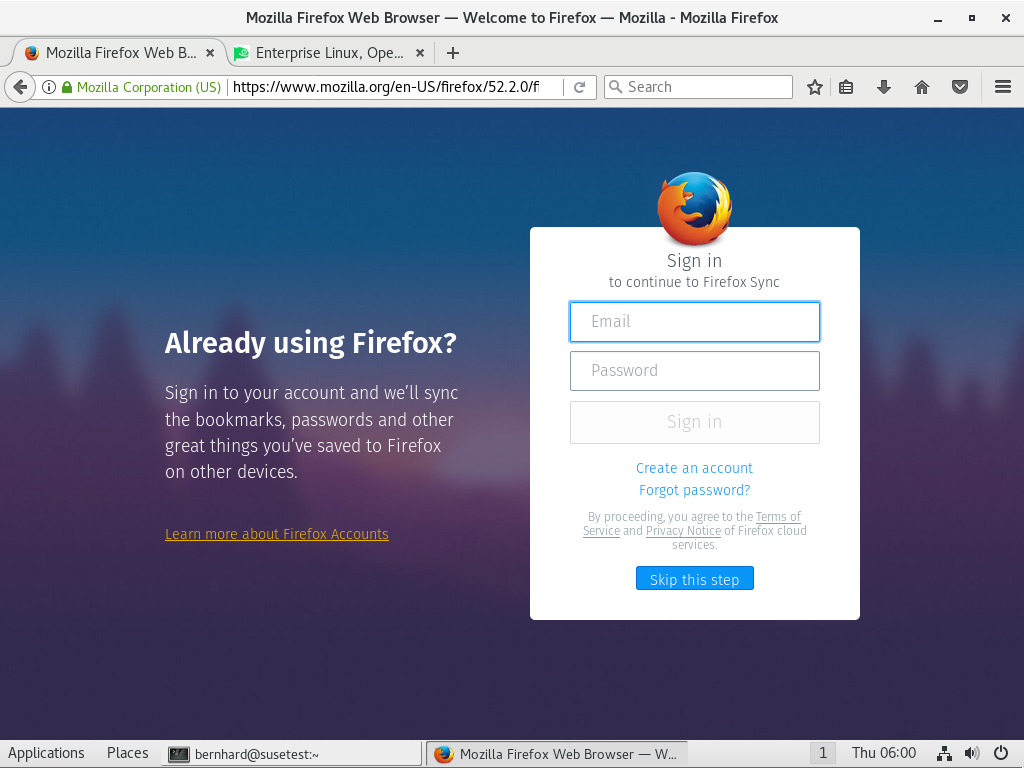 Mozilla Firefox Web Browser — Welcome to Firefox — Mozilla - Mozilla Firefox
Mozilla Firefox Web B...
Enterprise Linux, Ope...
Mozilla Corporation (US)
https://www.mozilla.org/en-US/firefox/52.2.0/fi
Search
Already using Firefox?
Sign in to your account and we’ll sync
the bookmarks, passwords and other
great things you’ve saved to Firefox
on other devices.
Learn more about Firefox Accounts
Sign in
to continue to Firefox Sync
Email
Password
Sign in
Create an account
Forgot password?
By proceeding, you agree to the Terms of
Service and Privacy Notice of Firefox cloud
services.
Skip this step
Applications
Places
bernhard@susetest:~
Mozilla Firefox Web Browser — W...
1
Thu 06:00